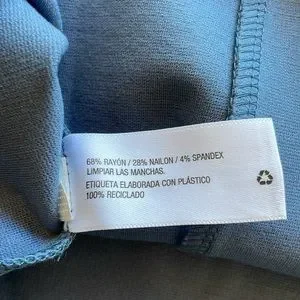 68% RAYÓN / 28% NAILON / 4% SPANDEX
LIMPIAR LAS MANCHAS.
ETIQUETA ELABORADA CON PLÁSTICO
100% RECICLADO